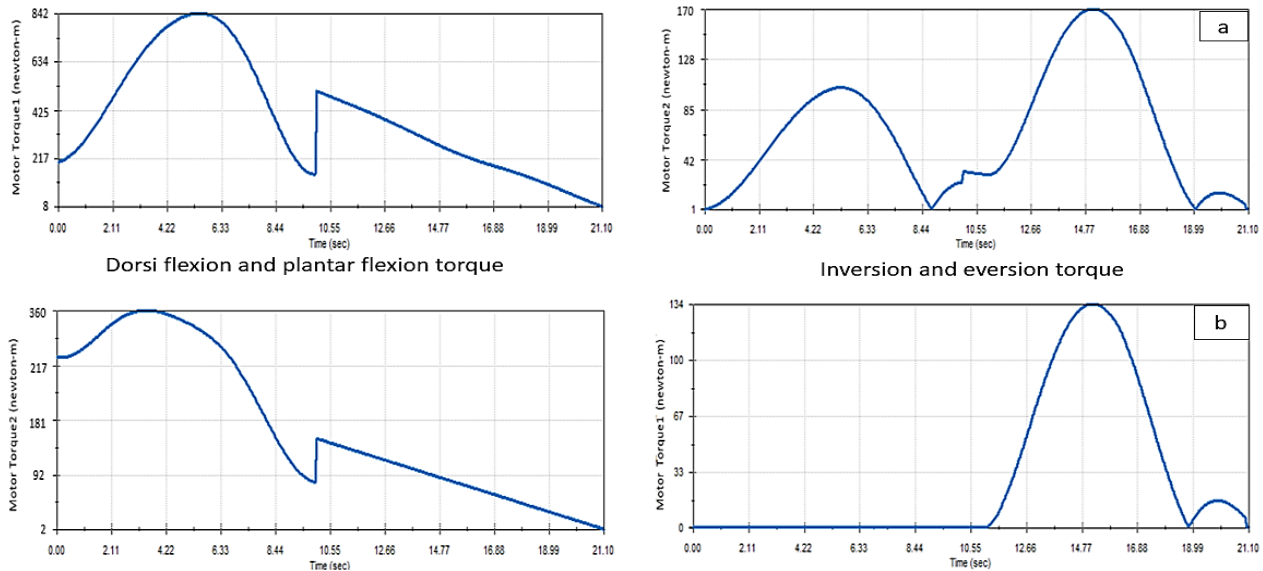 Motor Torque1 (newton-m)
842
634
425
217
8
0.00 2.11 4.22 6.33 8.44 10.55 12.66 14.77 16.88 18.99 21.10
Time (sec)
Dorsi flexion and plantar flexion torque
Motor Torque2 (newton-m)
170
128
85
42
1
a
0.00 2.11 4.22 6.33 8.44 10.55 12.66 14.77 16.88 18.99 21.10
Time (sec)
Inversion and eversion torque
Motor Torque2 (newton-m)
360
217
181
92
2
0.00 2.11 4.22 6.33 8.44 10.55 12.66 14.77 16.88 18.99 21.10
Time (sec)
Motor Torque1 (newton-m)
134
100
67
33
0
b
0.00 2.11 4.22 6.33 8.44 10.55 12.66 14.77 16.88 18.99 21.10
Time (sec)